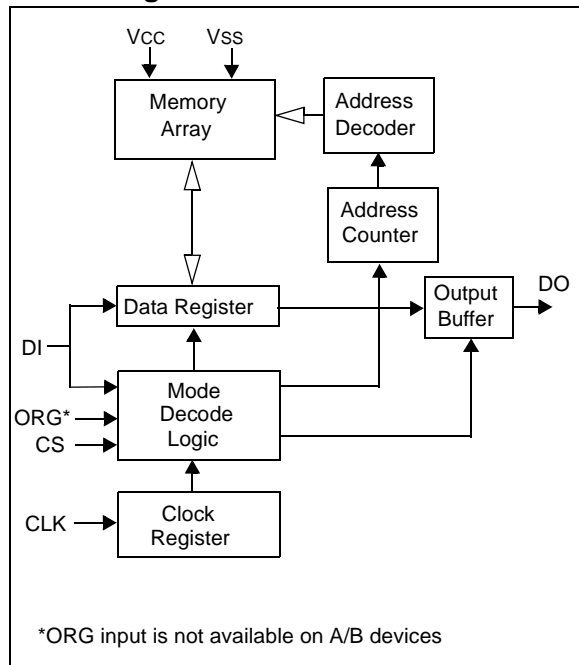 VCC
VSS
Memory
Array
Address
Decoder
Address
Counter
Data Register
Output
Buffer
DO
DI
Mode
Decode
Logic
ORG*
CS
CLK
Clock
Register
*ORG input is not available on A/B devices